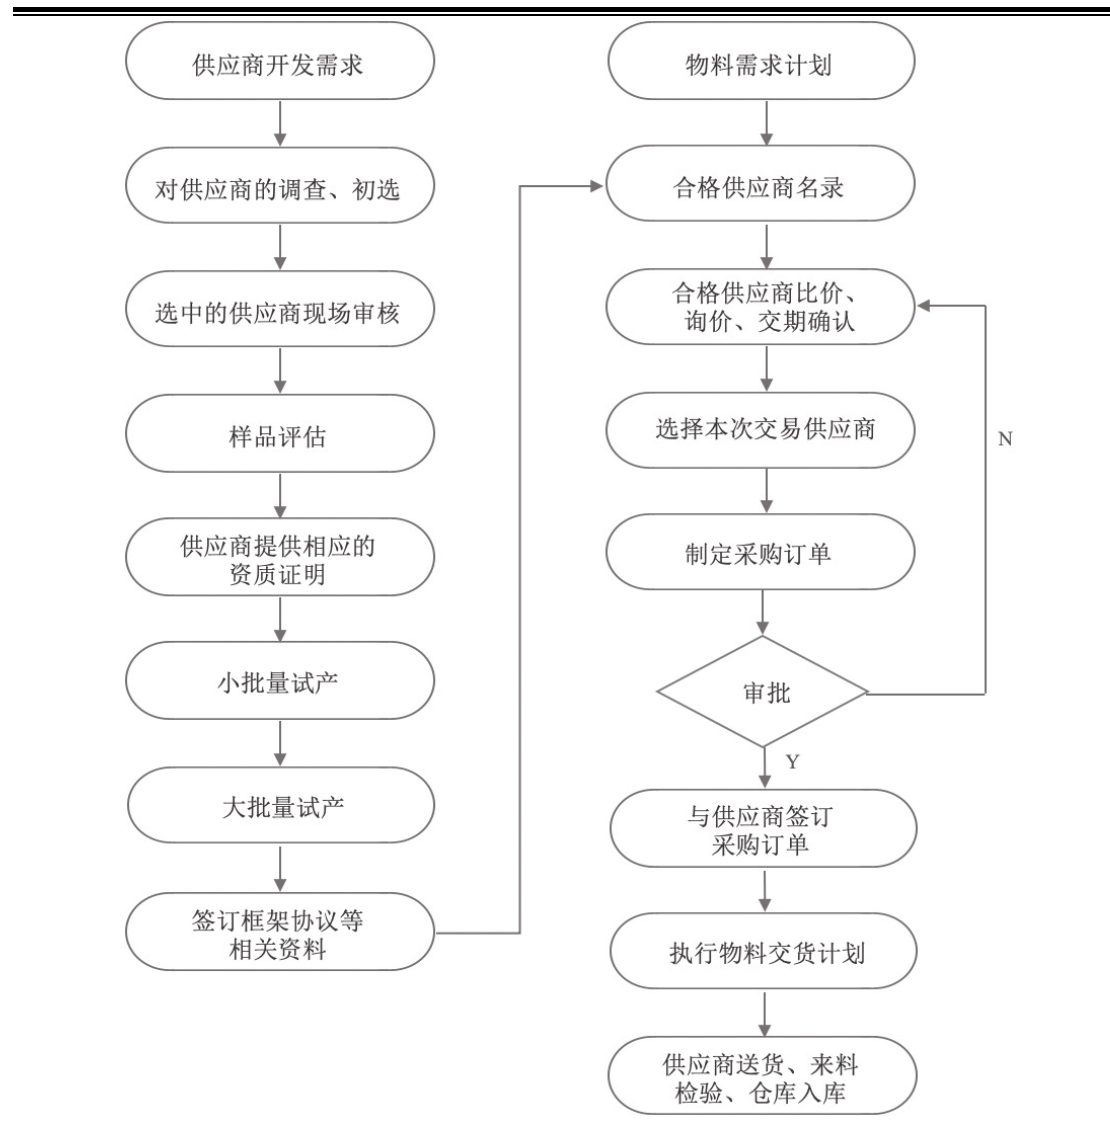 供应商开发需求
对供应商的调查、初选
选中的供应商现场审核
样品评估
供应商提供相应的
资质证明
小批量试产
大批量试产
签订框架协议等
相关资料
物料需求计划
合格供应商名录
合格供应商比价、
询价、交期确认
选择本次交易供应商
制定采购订单
审批
N
Y
与供应商签订
采购订单
执行物料交货计划
供应商送货、来料
检验、仓库入库